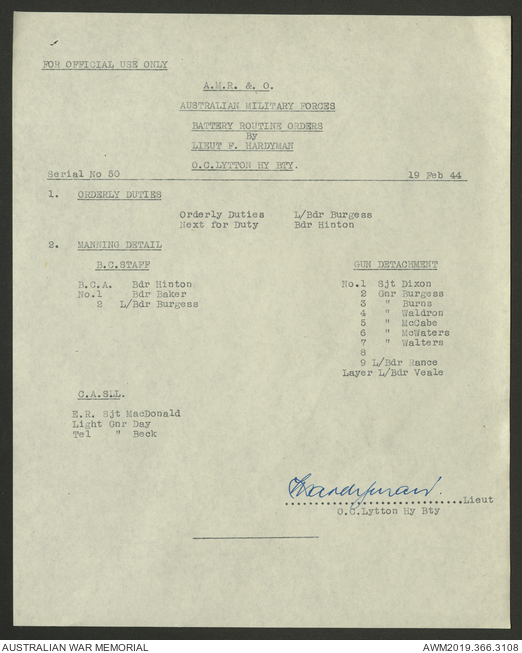 FOR OFFICIAL USE ONLY
A.M.R. &. O.
AUSTRALIAN MILITARY FORCES
BATTERY ROUTINE ORDERS
By
LIEUT F. HARDYMAN
O.C.LYTTON HY BTY.
Serial No 50 19 Feb 44
1. ORDERLY DUTIES
Orderly Duties L/Bdr Burgess
Next for Duty Bdr Hinton
2. MANNING DETAIL
B.C.STAFF
B.C.A. Bdr Hinton
No.1 Bdr Baker
2 L/Bdr Burgess
GUN DETACHMENT
No.1 Sjt Dixon
2 Gnr Burgess
3 " Burns
4 " Waldron
5 " McCabe
6 " McWaters
7 " Walters
8
9 L/Bdr Rance
Layer L/Bdr Veale
C.A.SLL.
E.R. Sjt MacDonald
Light Gnr Day
Tel " Beck
Hardyman.
..............................Lieut
O.C.Lytton Hy Bty
AUSTRALIAN WAR MEMORIAL AWM2019.366.3108